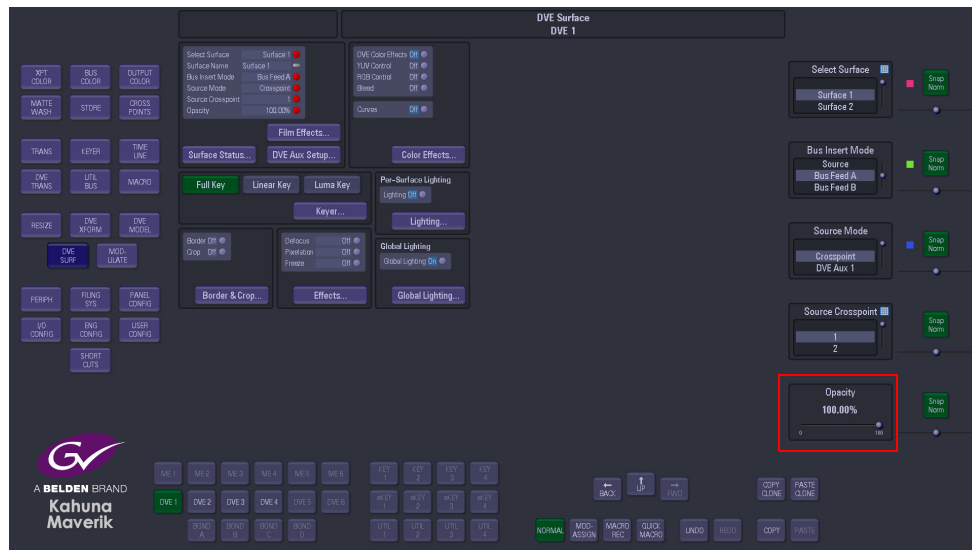 DVE Surface
DVE 1
XPT COLOR
BUS COLOR
OUTPUT COLOR
MATTE WASH
STORE
CROSS POINTS
TRANS
KEYER
TIME LINE
DVE TRANS
UTIL BUS
MACRO
RESIZE
DVE XFORM
DVE MODEL
DVE SURF
MOD-ULATE
PERIPH
FILING SYS
PANEL CONFIG
I/O CONFIG
ENG CONFIG
USER CONFIG
SHORT CUTS
Select Surface Surface 1
Surface Name Surface 1
Bus Insert Mode Bus Feed A
Source Mode Crosspoint
Source Crosspoint 1
Opacity 100.00%
Film Effects...
Surface Status... DVE Aux Setup...
DVE Color Effects Off
YUV Control Off
RGB Control Off
Bleed Off
Curves Off
Color Effects...
Full Key Linear Key Luma Key
Keyer...
Per-Surface Lighting
Lighting Off
Lighting...
Border Off
Crop Off
Border & Crop...
Defocus Off
Pixelation Off
Freeze Off
Effects...
Global Lighting
Global Lighting On
Global Lighting...
Select Surface
Surface 1
Surface 2
Snap Norm
Bus Insert Mode
Source
Bus Feed A
Bus Feed B
Snap Norm
Source Mode
Crosspoint
DVE Aux 1
Snap Norm
Source Crosspoint
1
2
Snap Norm
Opacity
100.00%
0 100
Snap Norm
GV
A BELDEN BRAND
Kahuna
Maverik
ME 1 ME 2 ME 3 ME 4 ME 5 ME 6
KEY 1 KEY 2 KEY 3 KEY 4
DVE 1 DVE 2 DVE 3 DVE 4 DVE 5 DVE 6
eKEY 1 eKEY 2 eKEY 3 eKEY 4
BGND A BGND B BGND C BGND D
UTIL 1 UTIL 2 UTIL 3 UTIL 4
BACK UP FWD
COPY CLONE PASTE CLONE
NORMAL MOD-ASSIGN MACRO REC QUICK MACRO UNDO REDO COPY PASTE